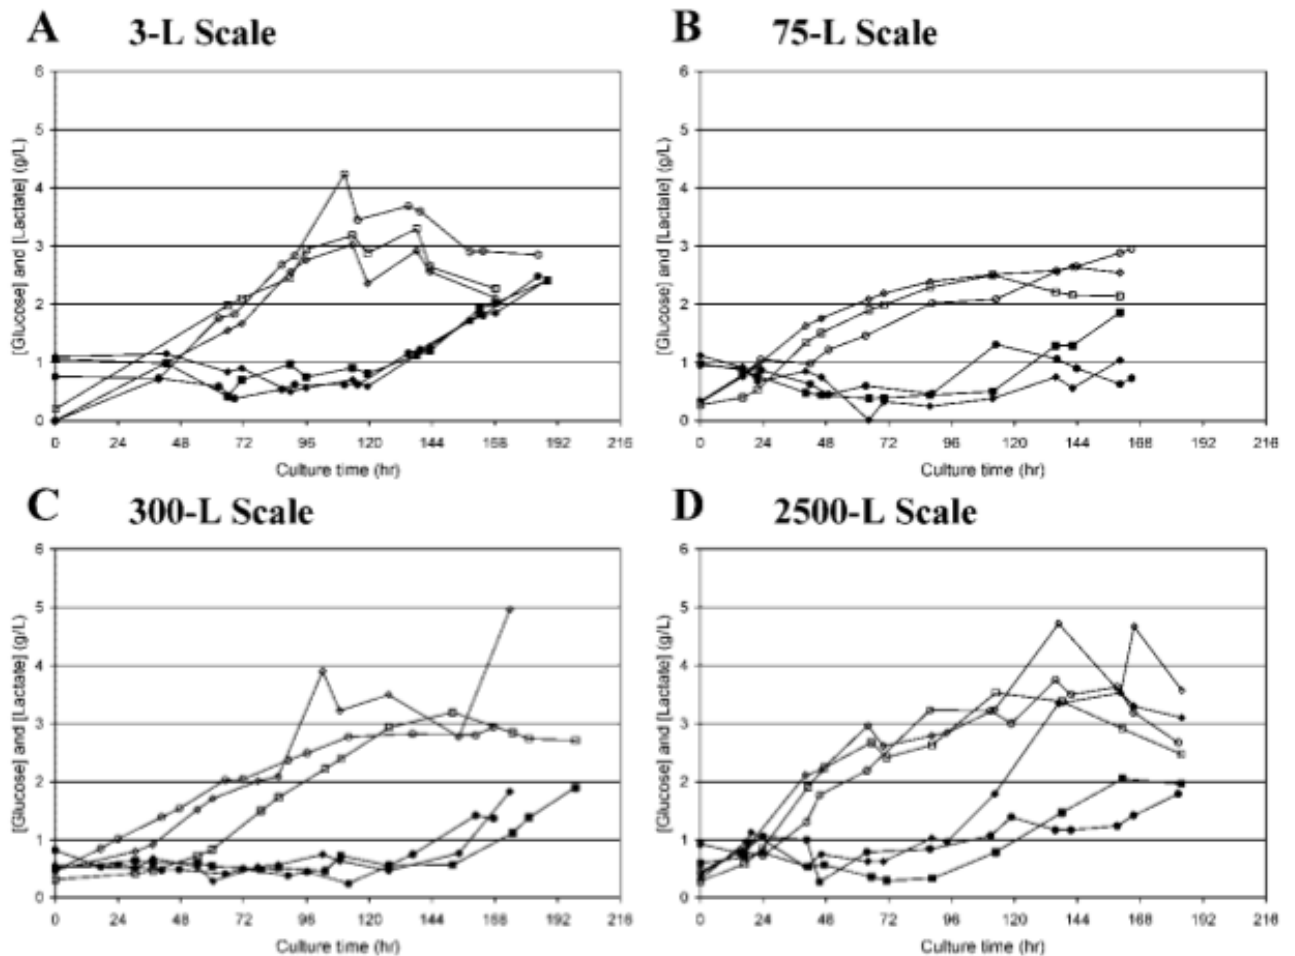 A 3-L Scale
6
5
4
3
2
1
0
[Glucose] and [Lactate] (g/L)
0 24 48 72 96 120 144 168 192 216
Culture time (hr)
B 75-L Scale
6
5
4
3
2
1
0
[Glucose] and [Lactate] (g/L)
0 24 48 72 96 120 144 168 192 216
Culture time (hr)
C 300-L Scale
6
5
4
3
2
1
0
[Glucose] and [Lactate] (g/L)
0 24 48 72 96 120 144 168 192 216
Culture time (hr)
D 2500-L Scale
6
5
4
3
2
1
0
[Glucose] and [Lactate] (g/L)
0 24 48 72 96 120 144 168 192 216
Culture time (hr)